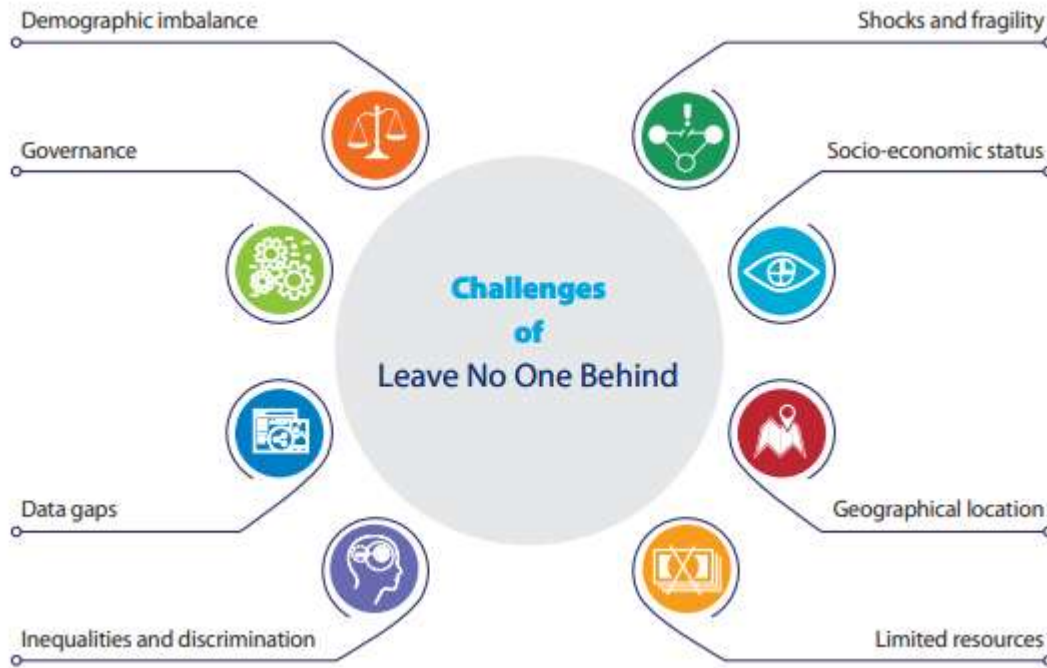 Demographic imbalance
Shocks and fragility
Governance
Socio-economic status
Challenges
of
Leave No One Behind
Data gaps
Geographical location
Inequalities and discrimination
Limited resources